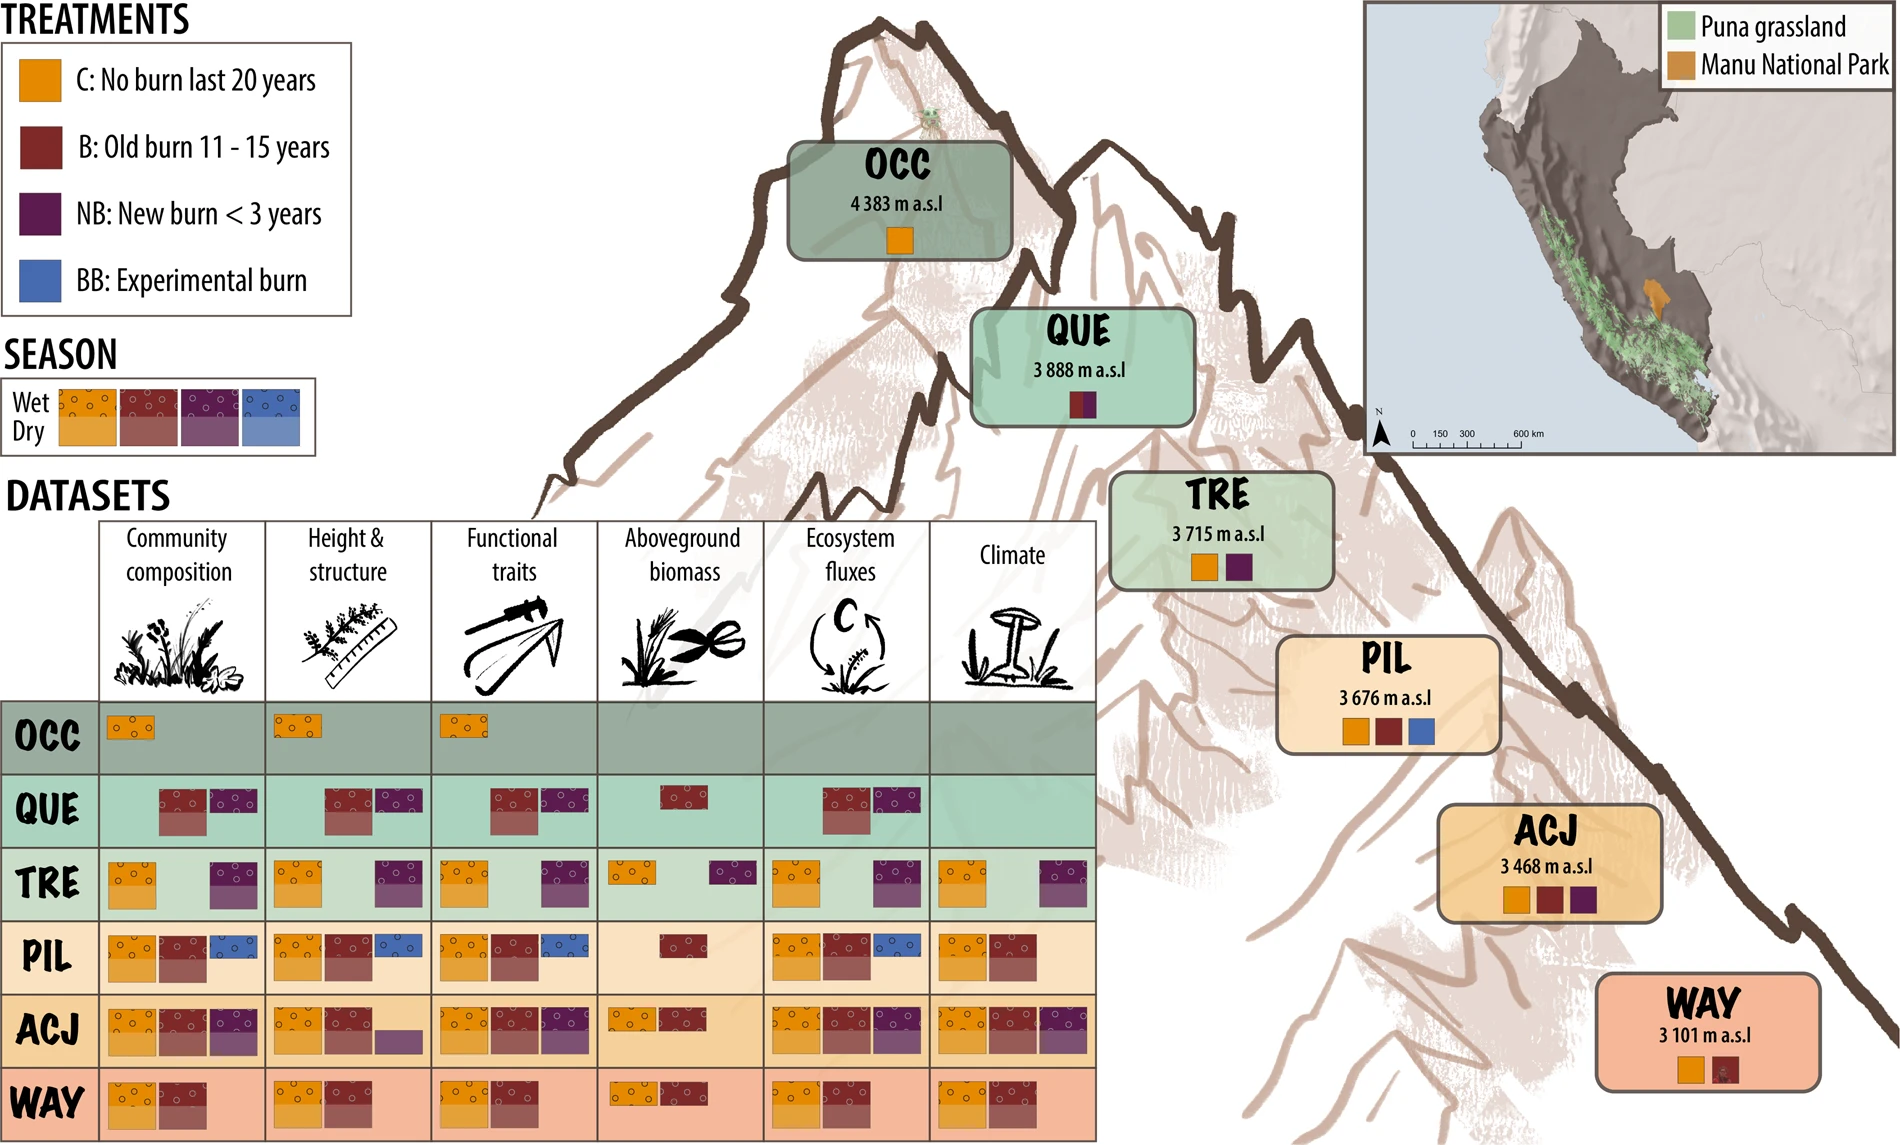 TREATMENTS
C: No burn last 20 years
B: Old burn 11 - 15 years
NB: New burn < 3 years
BB: Experimental burn
SEASON
Wet
Dry
DATASETS
Community
composition
Height &
structure
Functional
traits
Aboveground
biomass
Ecosystem
fluxes
Climate
C
OCC
QUE
TRE
PIL
ACJ
WAY
OCC
4 383 m a.s.l
QUE
3 888 m a.s.l
TRE
3 715 m a.s.l
PIL
3 676 m a.s.l
ACJ
3 468 m a.s.l
WAY
3 101 m a.s.l
Puna grassland
Manu National Park
N
0 150 300 600 km